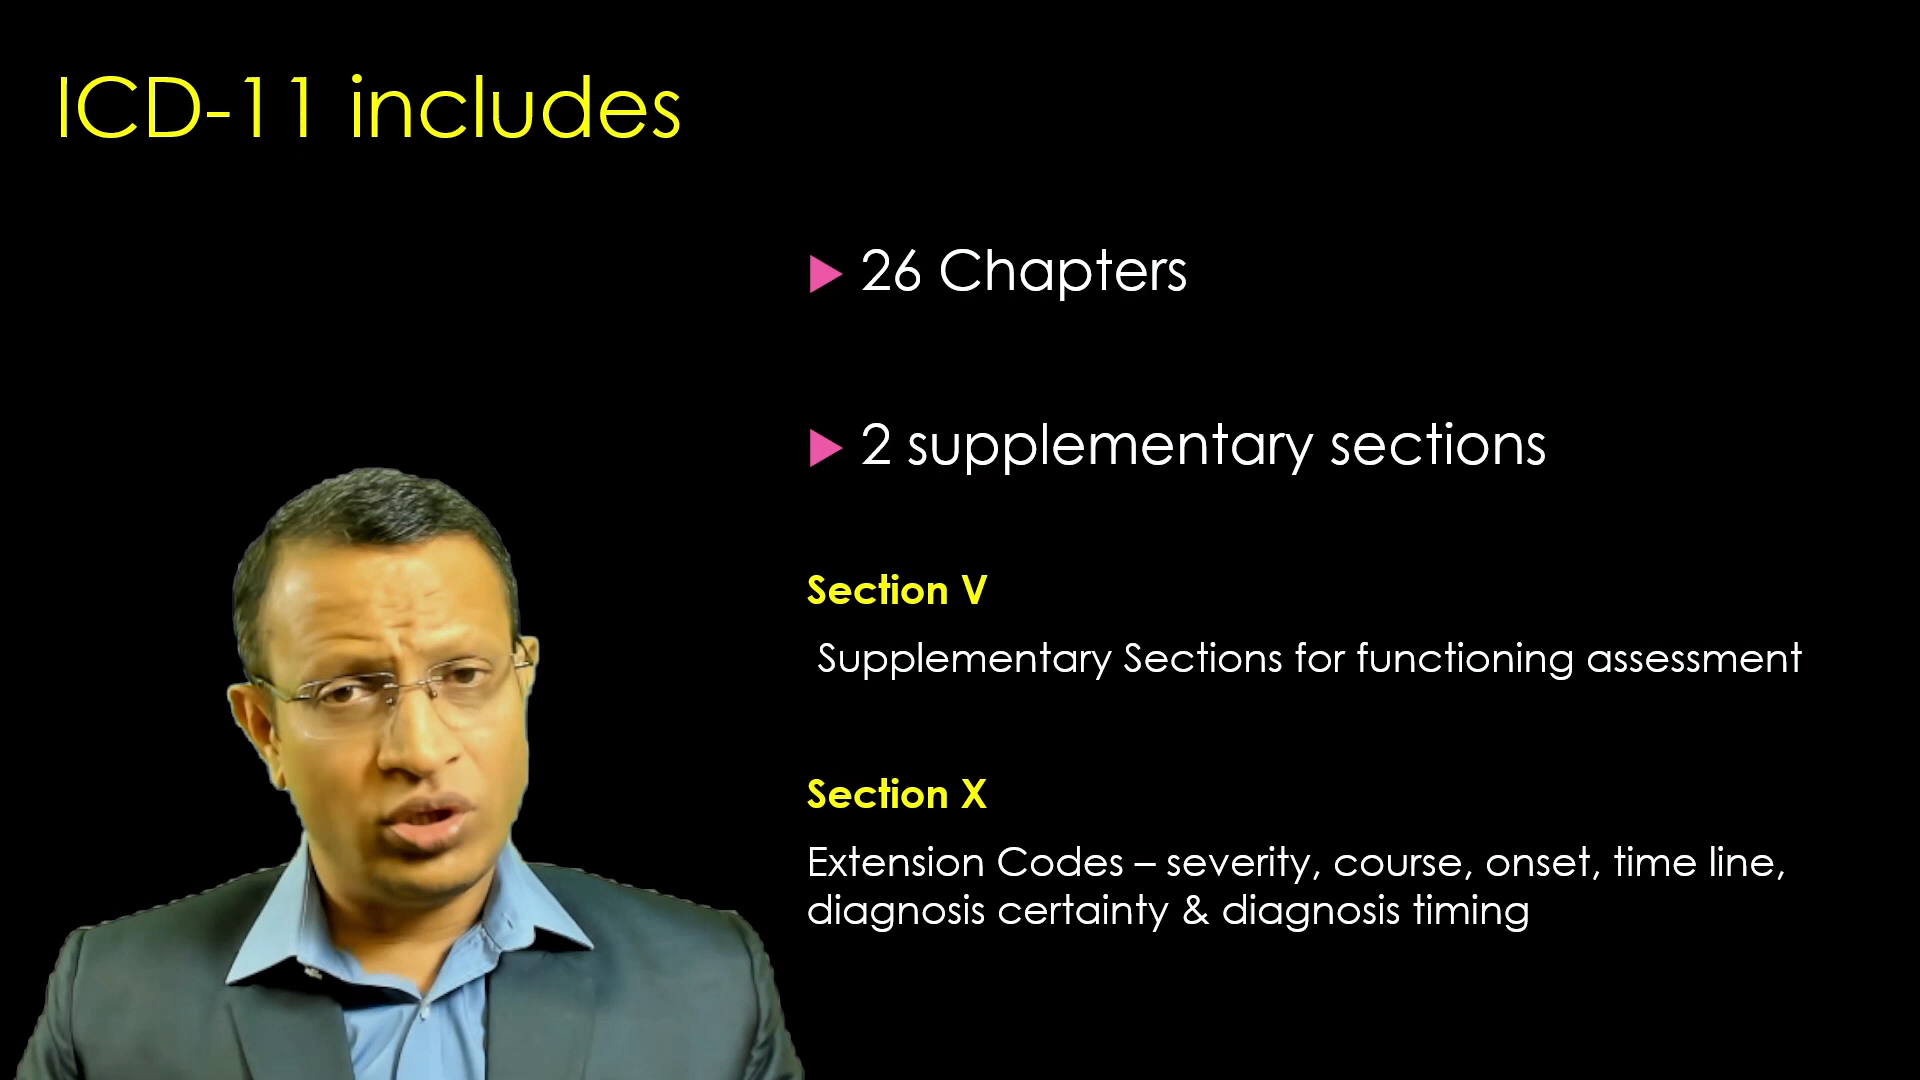 ICD-11 includes
26 Chapters
2 supplementary sections
Section V
Supplementary Sections for functioning assessment
Section X
Extension Codes – severity, course, onset, time line,
diagnosis certainty & diagnosis timing